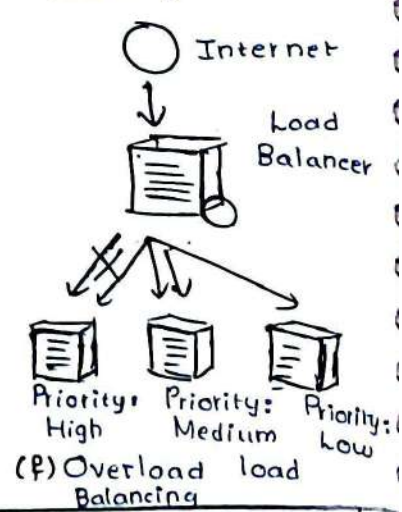 Internet
Load
Balancer
Priority: Priority: Priority:
High Medium Low
(f) Overload load
Balancing